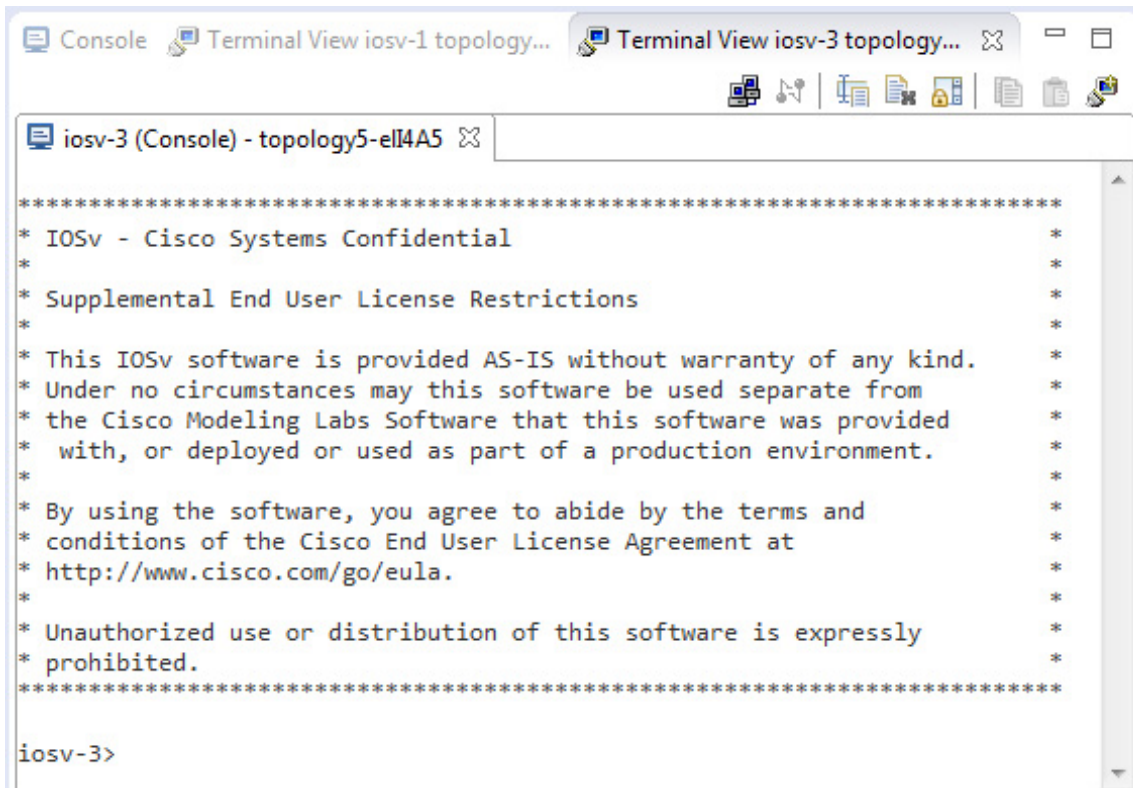 Console Terminal View iosv-1 topology... Terminal View iosv-3 topology...
iosv-3 (Console) - topology5-elI4A5
***************************************************************************
* IOSv - Cisco Systems Confidential *
* *
* Supplemental End User License Restrictions *
* *
* This IOSv software is provided AS-IS without warranty of any kind. *
* Under no circumstances may this software be used separate from *
* the Cisco Modeling Labs Software that this software was provided *
*  with, or deployed or used as part of a production environment. *
* *
* By using the software, you agree to abide by the terms and *
* conditions of the Cisco End User License Agreement at *
* http://www.cisco.com/go/eula. *
* *
* Unauthorized use or distribution of this software is expressly *
* prohibited. *
***************************************************************************
iosv-3>